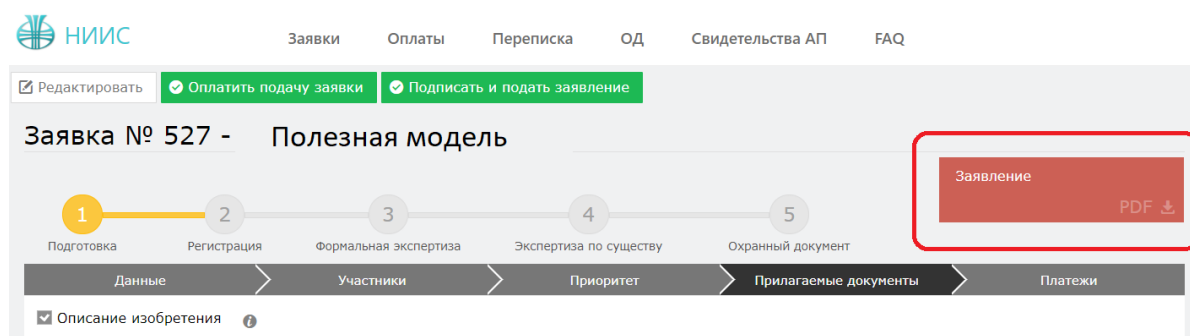 НИИС
Заявки Оплаты Переписка ОД Свидетельства АП FAQ
Редактировать Оплатить подачу заявки Подписать и подать заявление
Заявка № 527 - Полезная модель
Заявление
PDF
1 2 3 4 5
Подготовка Регистрация Формальная экспертиза Экспертиза по существу Охранный документ
Данные Участники Приоритет Прилагаемые документы Платежи
Описание изобретения i